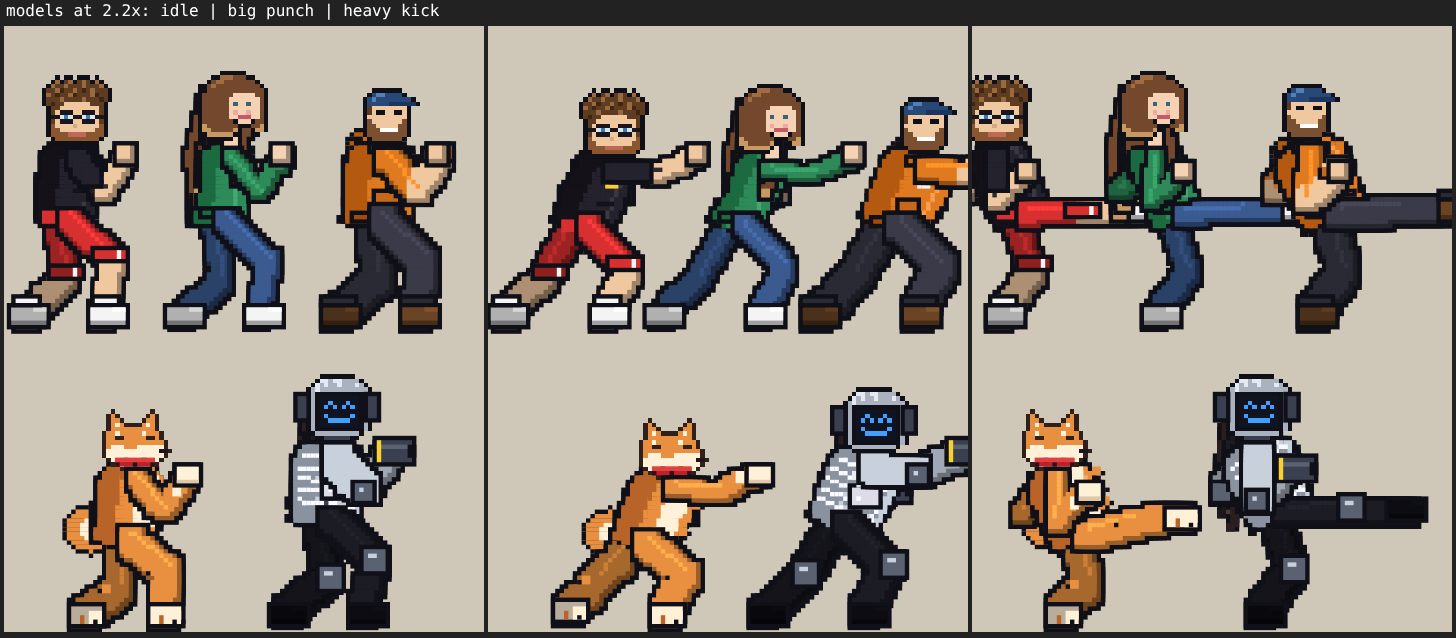 models at 2.2x: idle | big punch | heavy kick